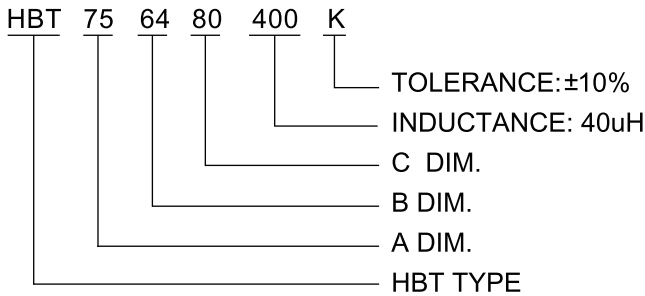 HBT 75 64 80 400 K
TOLERANCE: ±10%
INDUCTANCE: 40uH
C DIM.
B DIM.
A DIM.
HBT TYPE